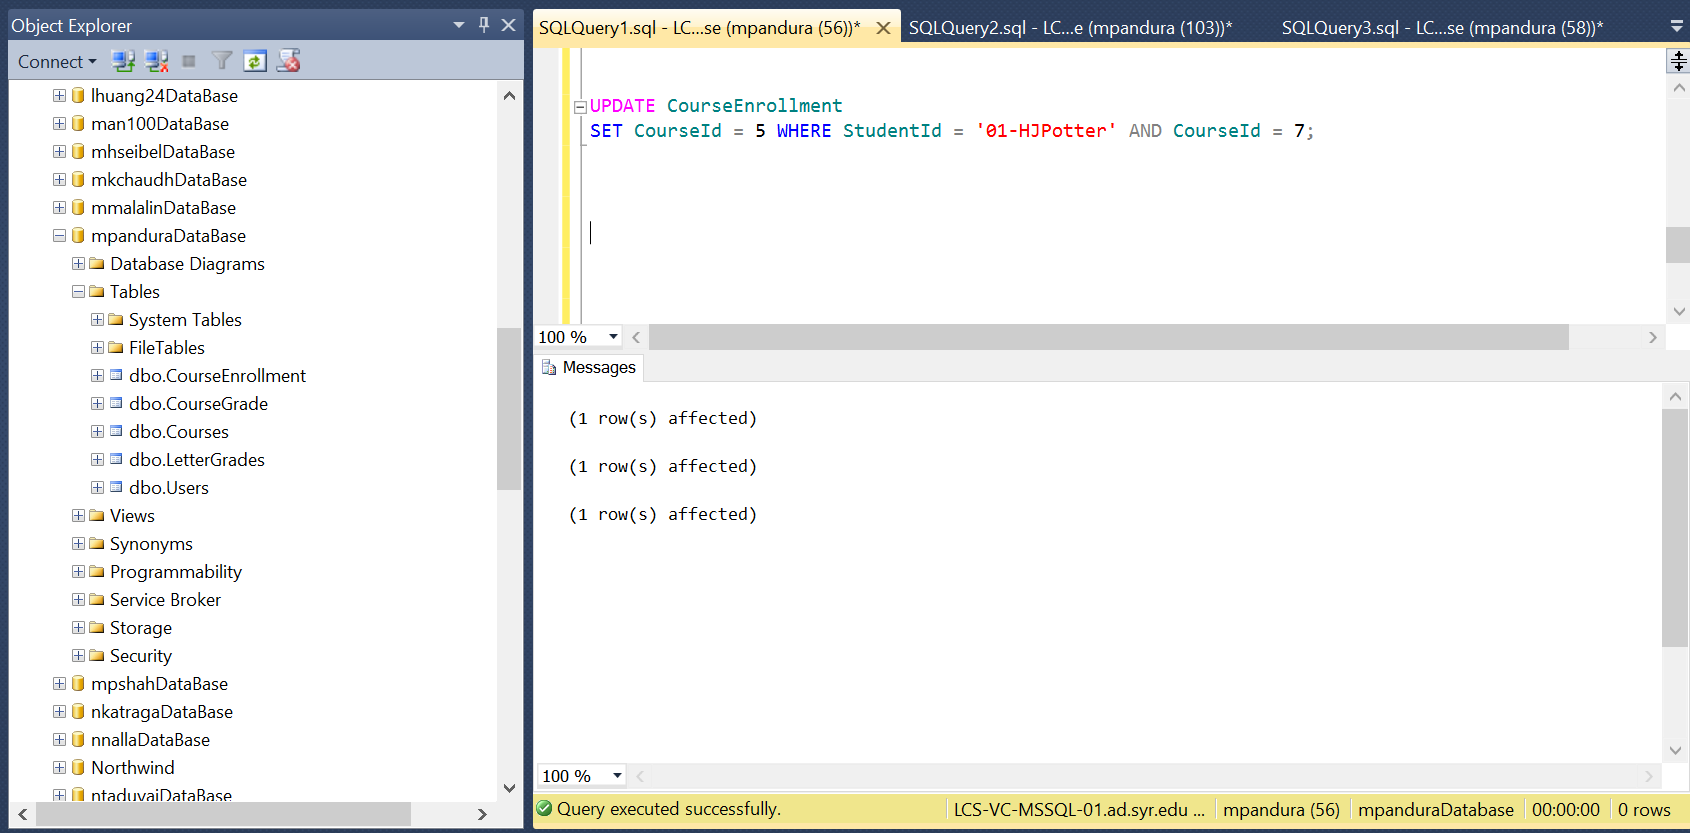 Object Explorer
Connect
lhuang24DataBase
man100DataBase
mhseibelDataBase
mkchaudhDataBase
mmalalinDataBase
mpanduraDataBase
Database Diagrams
Tables
System Tables
FileTables
dbo.CourseEnrollment
dbo.CourseGrade
dbo.Courses
dbo.LetterGrades
dbo.Users
Views
Synonyms
Programmability
Service Broker
Storage
Security
mpshahDataBase
nkatragaDataBase
nnallaDataBase
Northwind
ntaduvaiDataBase
SQLQuery1.sql - LC...se (mpandura (56))* SQLQuery2.sql - LC...e (mpandura (103))* SQLQuery3.sql - LC...se (mpandura (58))*
UPDATE CourseEnrollment
SET CourseId = 5 WHERE StudentId = '01-HJPotter' AND CourseId = 7;
100 %
Messages
(1 row(s) affected)
(1 row(s) affected)
(1 row(s) affected)
100 %
Query executed successfully. LCS-VC-MSSQL-01.ad.syr.edu ... mpandura (56) mpanduraDatabase 00:00:00 0 rows